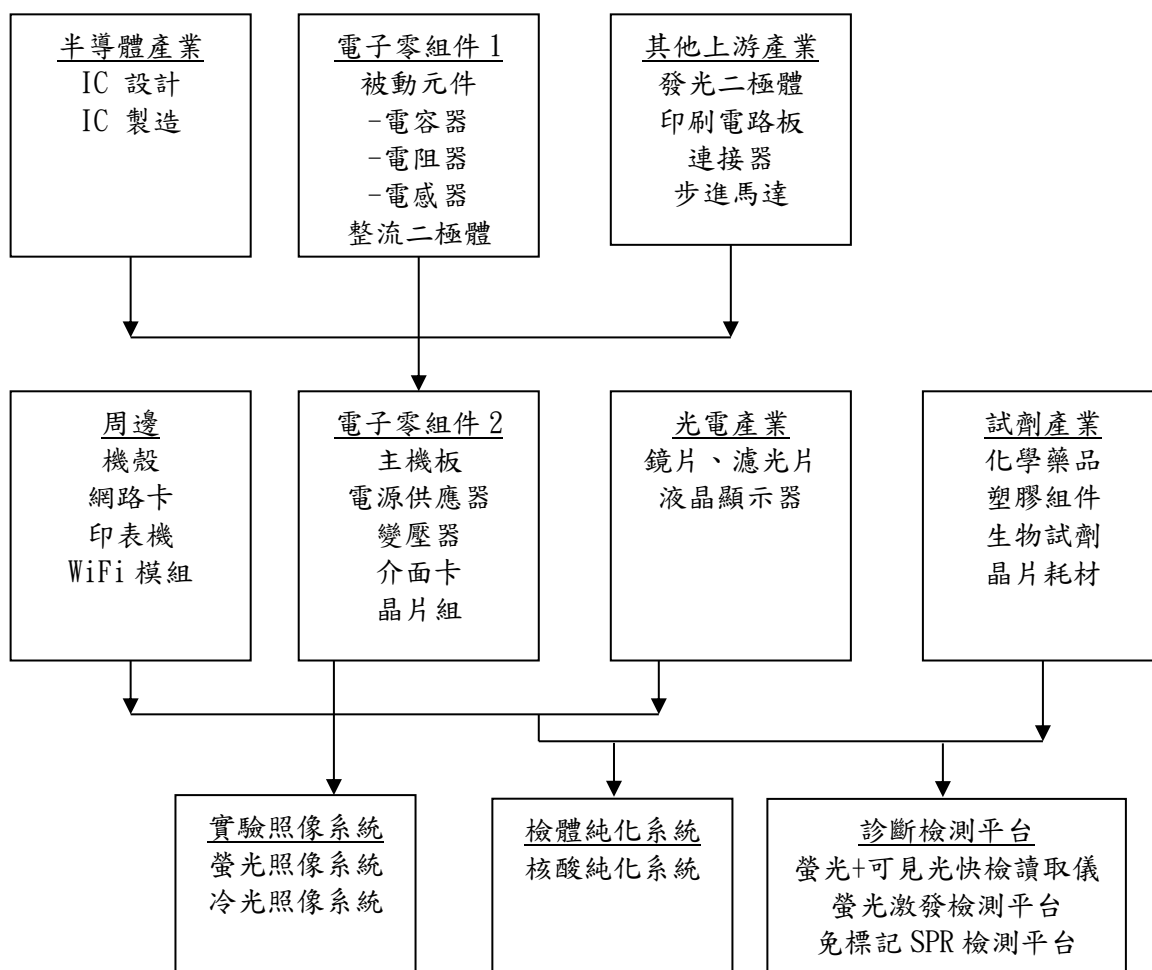 半導體產業
IC 設計
IC 製造
電子零組件 1
被動元件
-電容器
-電阻器
-電感器
整流二極體
其他上游產業
發光二極體
印刷電路板
連接器
步進馬達
周邊
機殼
網路卡
印表機
WiFi 模組
電子零組件 2
主機板
電源供應器
變壓器
介面卡
晶片組
光電產業
鏡片、濾光片
液晶顯示器
試劑產業
化學藥品
塑膠組件
生物試劑
晶片耗材
實驗照像系統
螢光照像系統
冷光照像系統
檢體純化系統
核酸純化系統
診斷檢測平台
螢光+可見光快檢讀取儀
螢光激發檢測平台
免標記 SPR 檢測平台